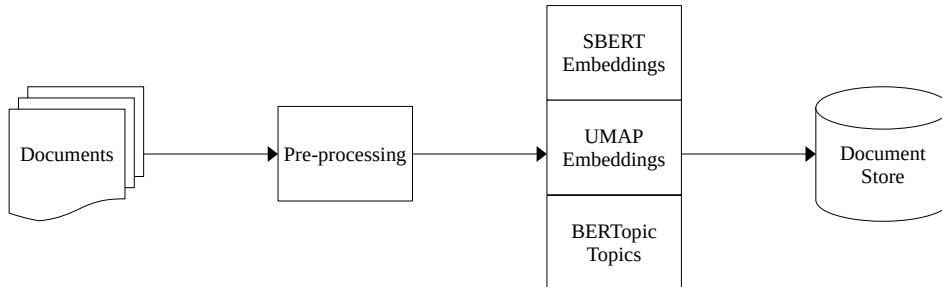 Documents
Pre-processing
SBERT
Embeddings
UMAP
Embeddings
BERTopic
Topics
Document
Store